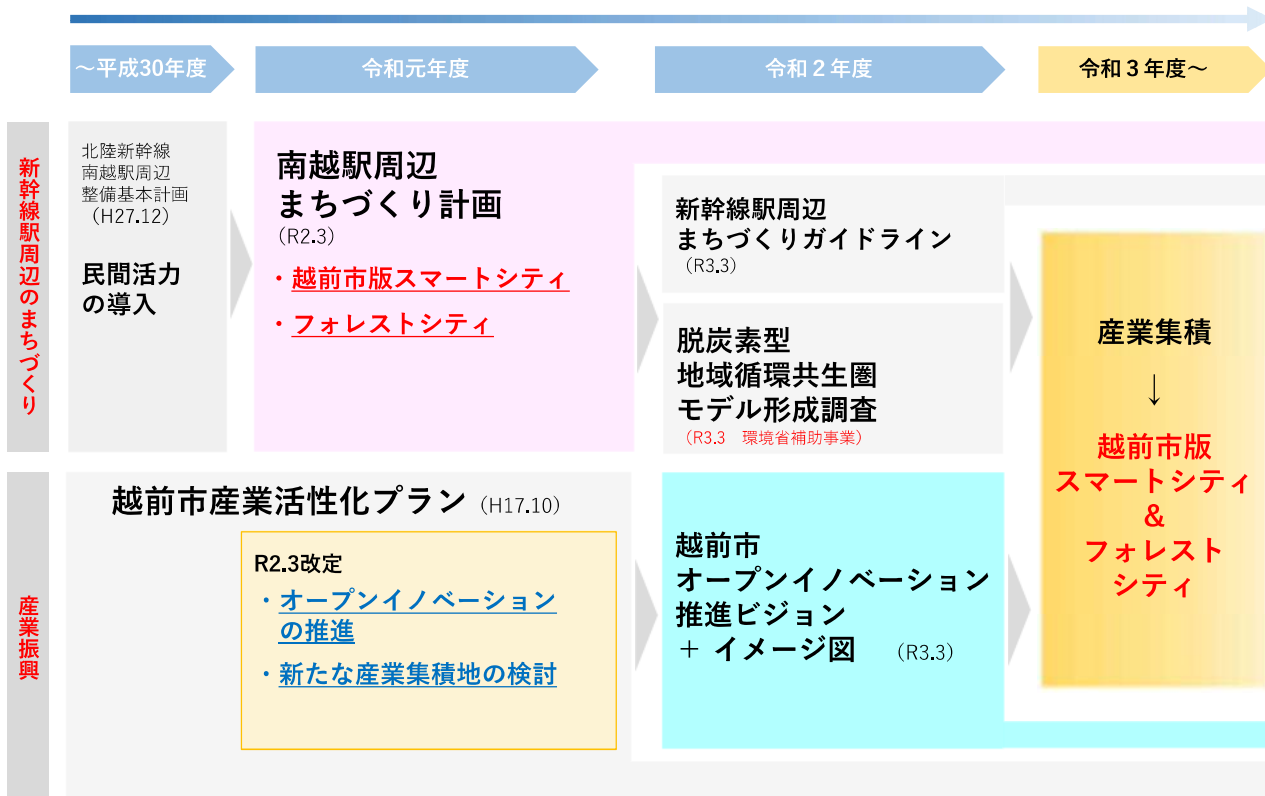 ～平成30年度
令和元年度
令和２年度
令和３年度～
新幹線駅周辺のまちづくり
北陸新幹線
南越駅周辺
整備基本計画
（H27.12）
民間活力
の導入
南越駅周辺
まちづくり計画
（R2.3）
・越前市版スマートシティ
・フォレストシティ
新幹線駅周辺
まちづくりガイドライン
（R3.3）
脱炭素型
地域循環共生圏
モデル形成調査
（R3.3　環境省補助事業）
産業集積
↓
越前市版
スマートシティ
＆
フォレスト
シティ
産業振興
越前市産業活性化プラン（H17.10）
R2.3改定
・オープンイノベーション
の推進
・新たな産業集積地の検討
越前市
オープンイノベーション
推進ビジョン
＋ イメージ図　（R3.3）